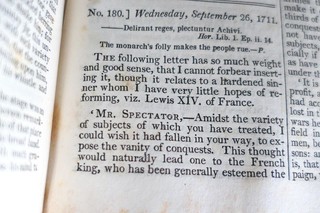 No. 180.] Wednesday, September 26, 1711.
Delirant reges, plectuntur Achivi.
Hor. Lib. 1. Ep. ii. 14.
The monarch's folly makes the people rue.—P.
THE following letter has so much weight
and good sense, that I cannot forbear insert-
ing it, though it relates to a hardened sin-
ner whom I have very little hopes of re-
forming, viz. Lewis XIV. of France.
'MR. SPECTATOR,—Amidst the variety
of subjects of which you have treated, I
could wish it had fallen in your way, to ex-
pose the vanity of conquests. This thought
would naturally lead one to the French
king, who has been generally esteemed the